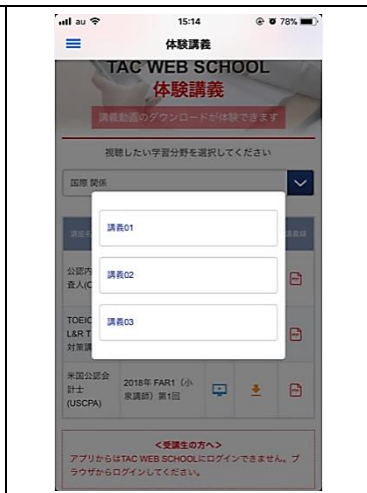 au 15:14 78%
体験講義
TAC WEB SCHOOL
体験講義
講義動画のダウンロードが体験できます
視聴したい学習分野を選択してください
国際 関係
講座名
講義録
講義01
公認内
査人(C
講義02
TOEIC
L&R T
対策講
講義03
米国公認会
計士
(USCPA)
2018年 FAR1（小
泉講師）第1回
<受講生の方へ>
アプリからはTAC WEB SCHOOLにログインできません。ブ
ラウザからログインしてください。